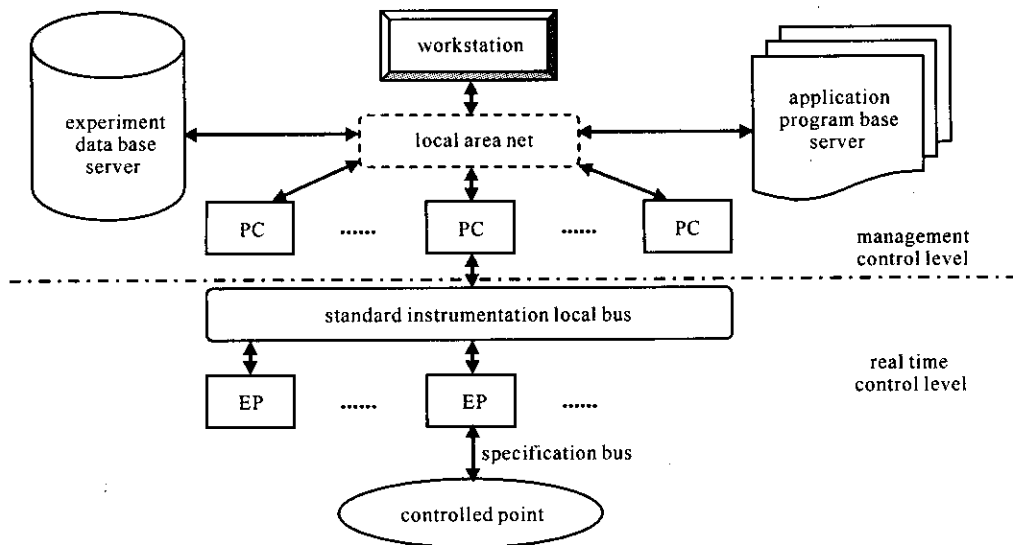 workstation
experiment
data base
server
local area net
application
program base
server
PC
......
PC
......
PC
management
control level
standard instrumentation local bus
real time
control level
EP
......
EP
......
specification bus
controlled point